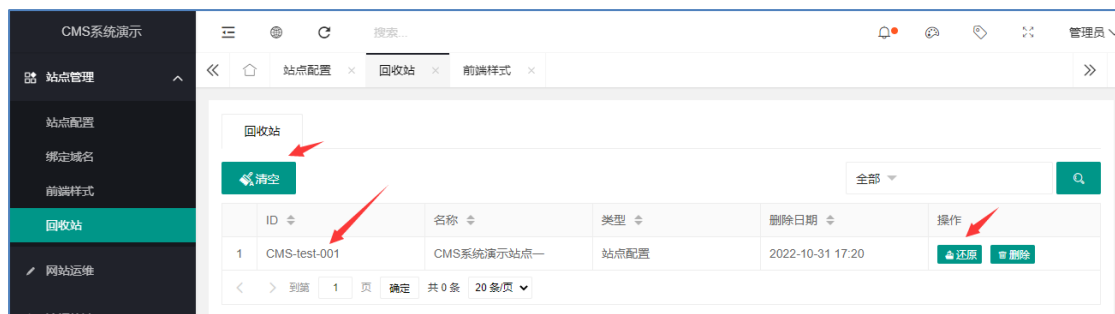 CMS系统演示
搜索...
管理员
站点管理
站点配置
回收站
前端样式
站点配置
绑定域名
前端样式
回收站
网站运维
回收站
清空
全部
ID 名称 类型 删除日期 操作
1 CMS-test-001 CMS系统演示站点一 站点配置 2022-10-31 17:20 还原 删除
到第 1 页 确定 共 0 条 20 条/页